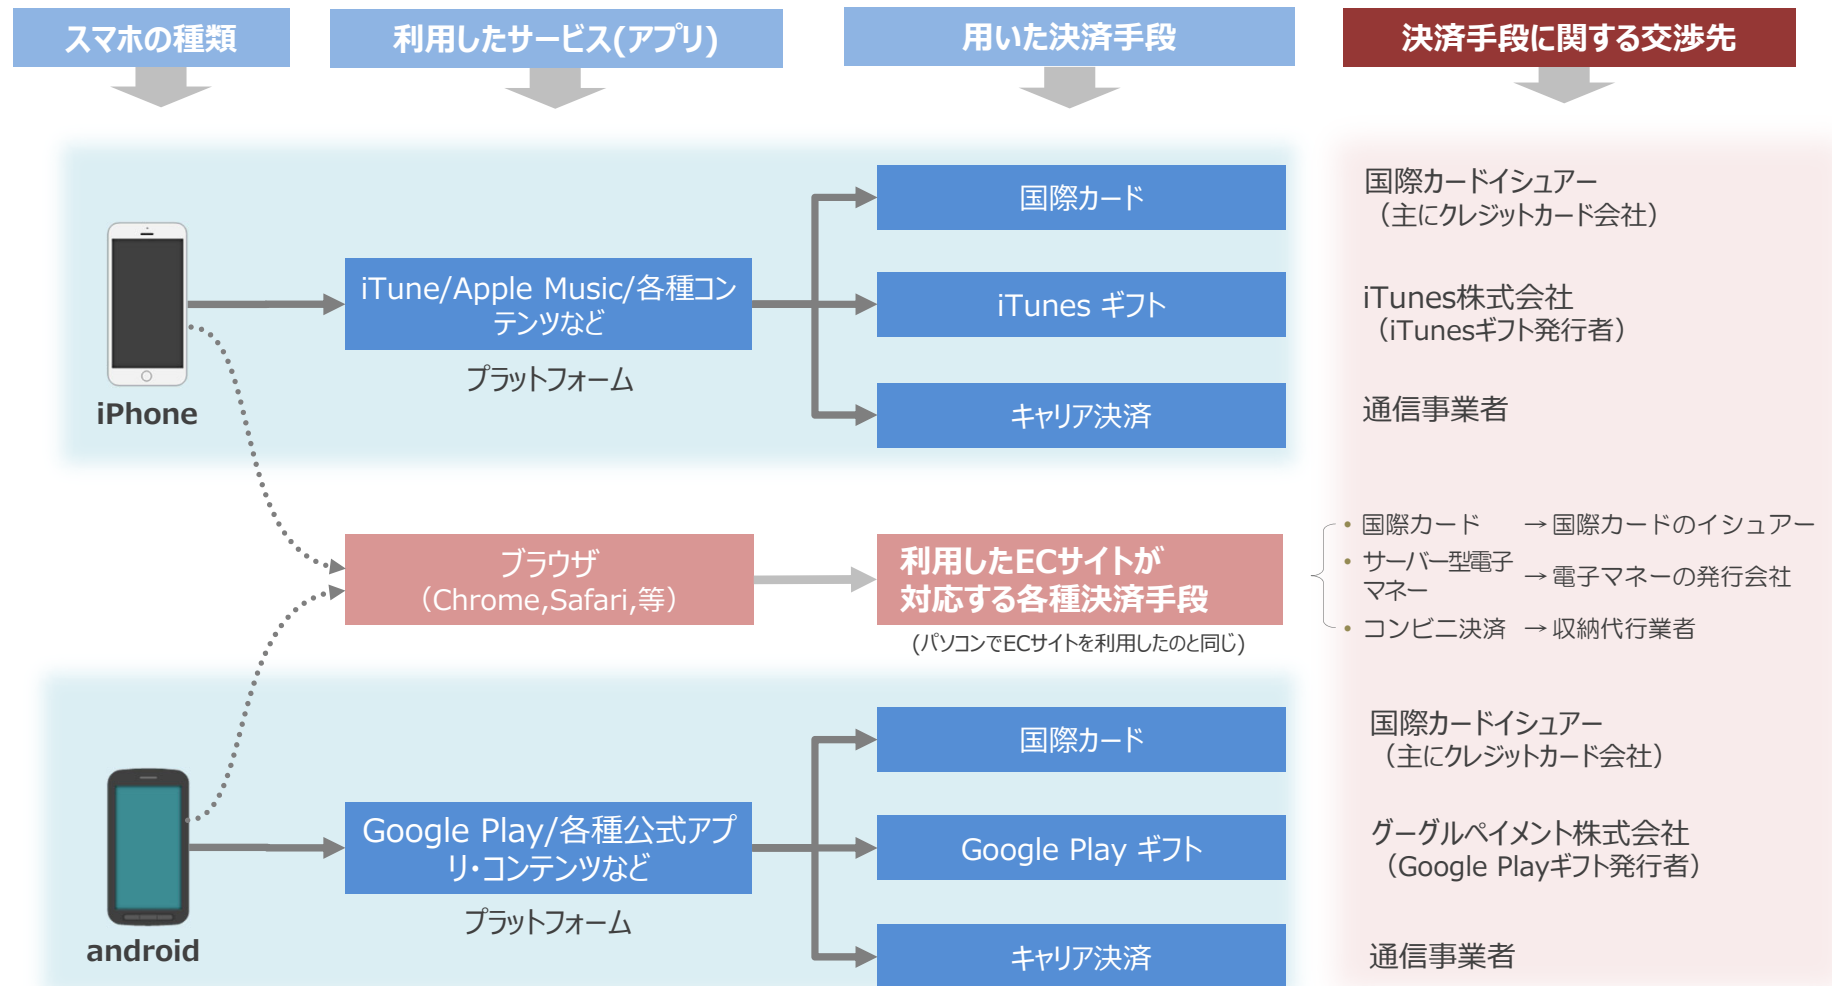 スマホの種類
利用したサービス(アプリ)
用いた決済手段
決済手段に関する交渉先
iPhone
iTune/Apple Music/各種コン
テンツなど
プラットフォーム
国際カード
iTunes ギフト
キャリア決済
国際カードイシュアー
（主にクレジットカード会社）
iTunes株式会社
（iTunesギフト発行者）
通信事業者
ブラウザ
（Chrome,Safari,等）
利用したECサイトが
対応する各種決済手段
(パソコンでECサイトを利用したのと同じ)
• 国際カード → 国際カードのイシュアー
• サーバー型電子
マネー → 電子マネーの発行会社
• コンビニ決済 → 収納代行業者
android
Google Play/各種公式アプ
リ・コンテンツなど
プラットフォーム
国際カード
Google Play ギフト
キャリア決済
国際カードイシュアー
（主にクレジットカード会社）
グーグルペイメント株式会社
（Google Playギフト発行者）
通信事業者